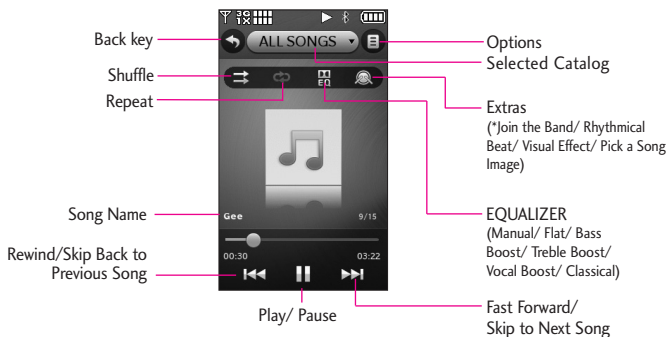 3G
1X
Back key
ALL SONGS
Options
Selected Catalog
Shuffle
Repeat
EQ
Extras
(*Join the Band/ Rhythmical
Beat/ Visual Effect/ Pick a Song
Image)
Song Name
Gee
9/15
EQUALIZER
(Manual/ Flat/ Bass
Boost/ Treble Boost/
Vocal Boost/ Classical)
Rewind/Skip Back to
Previous Song
00:30
03:22
Play/ Pause
Fast Forward/
Skip to Next Song